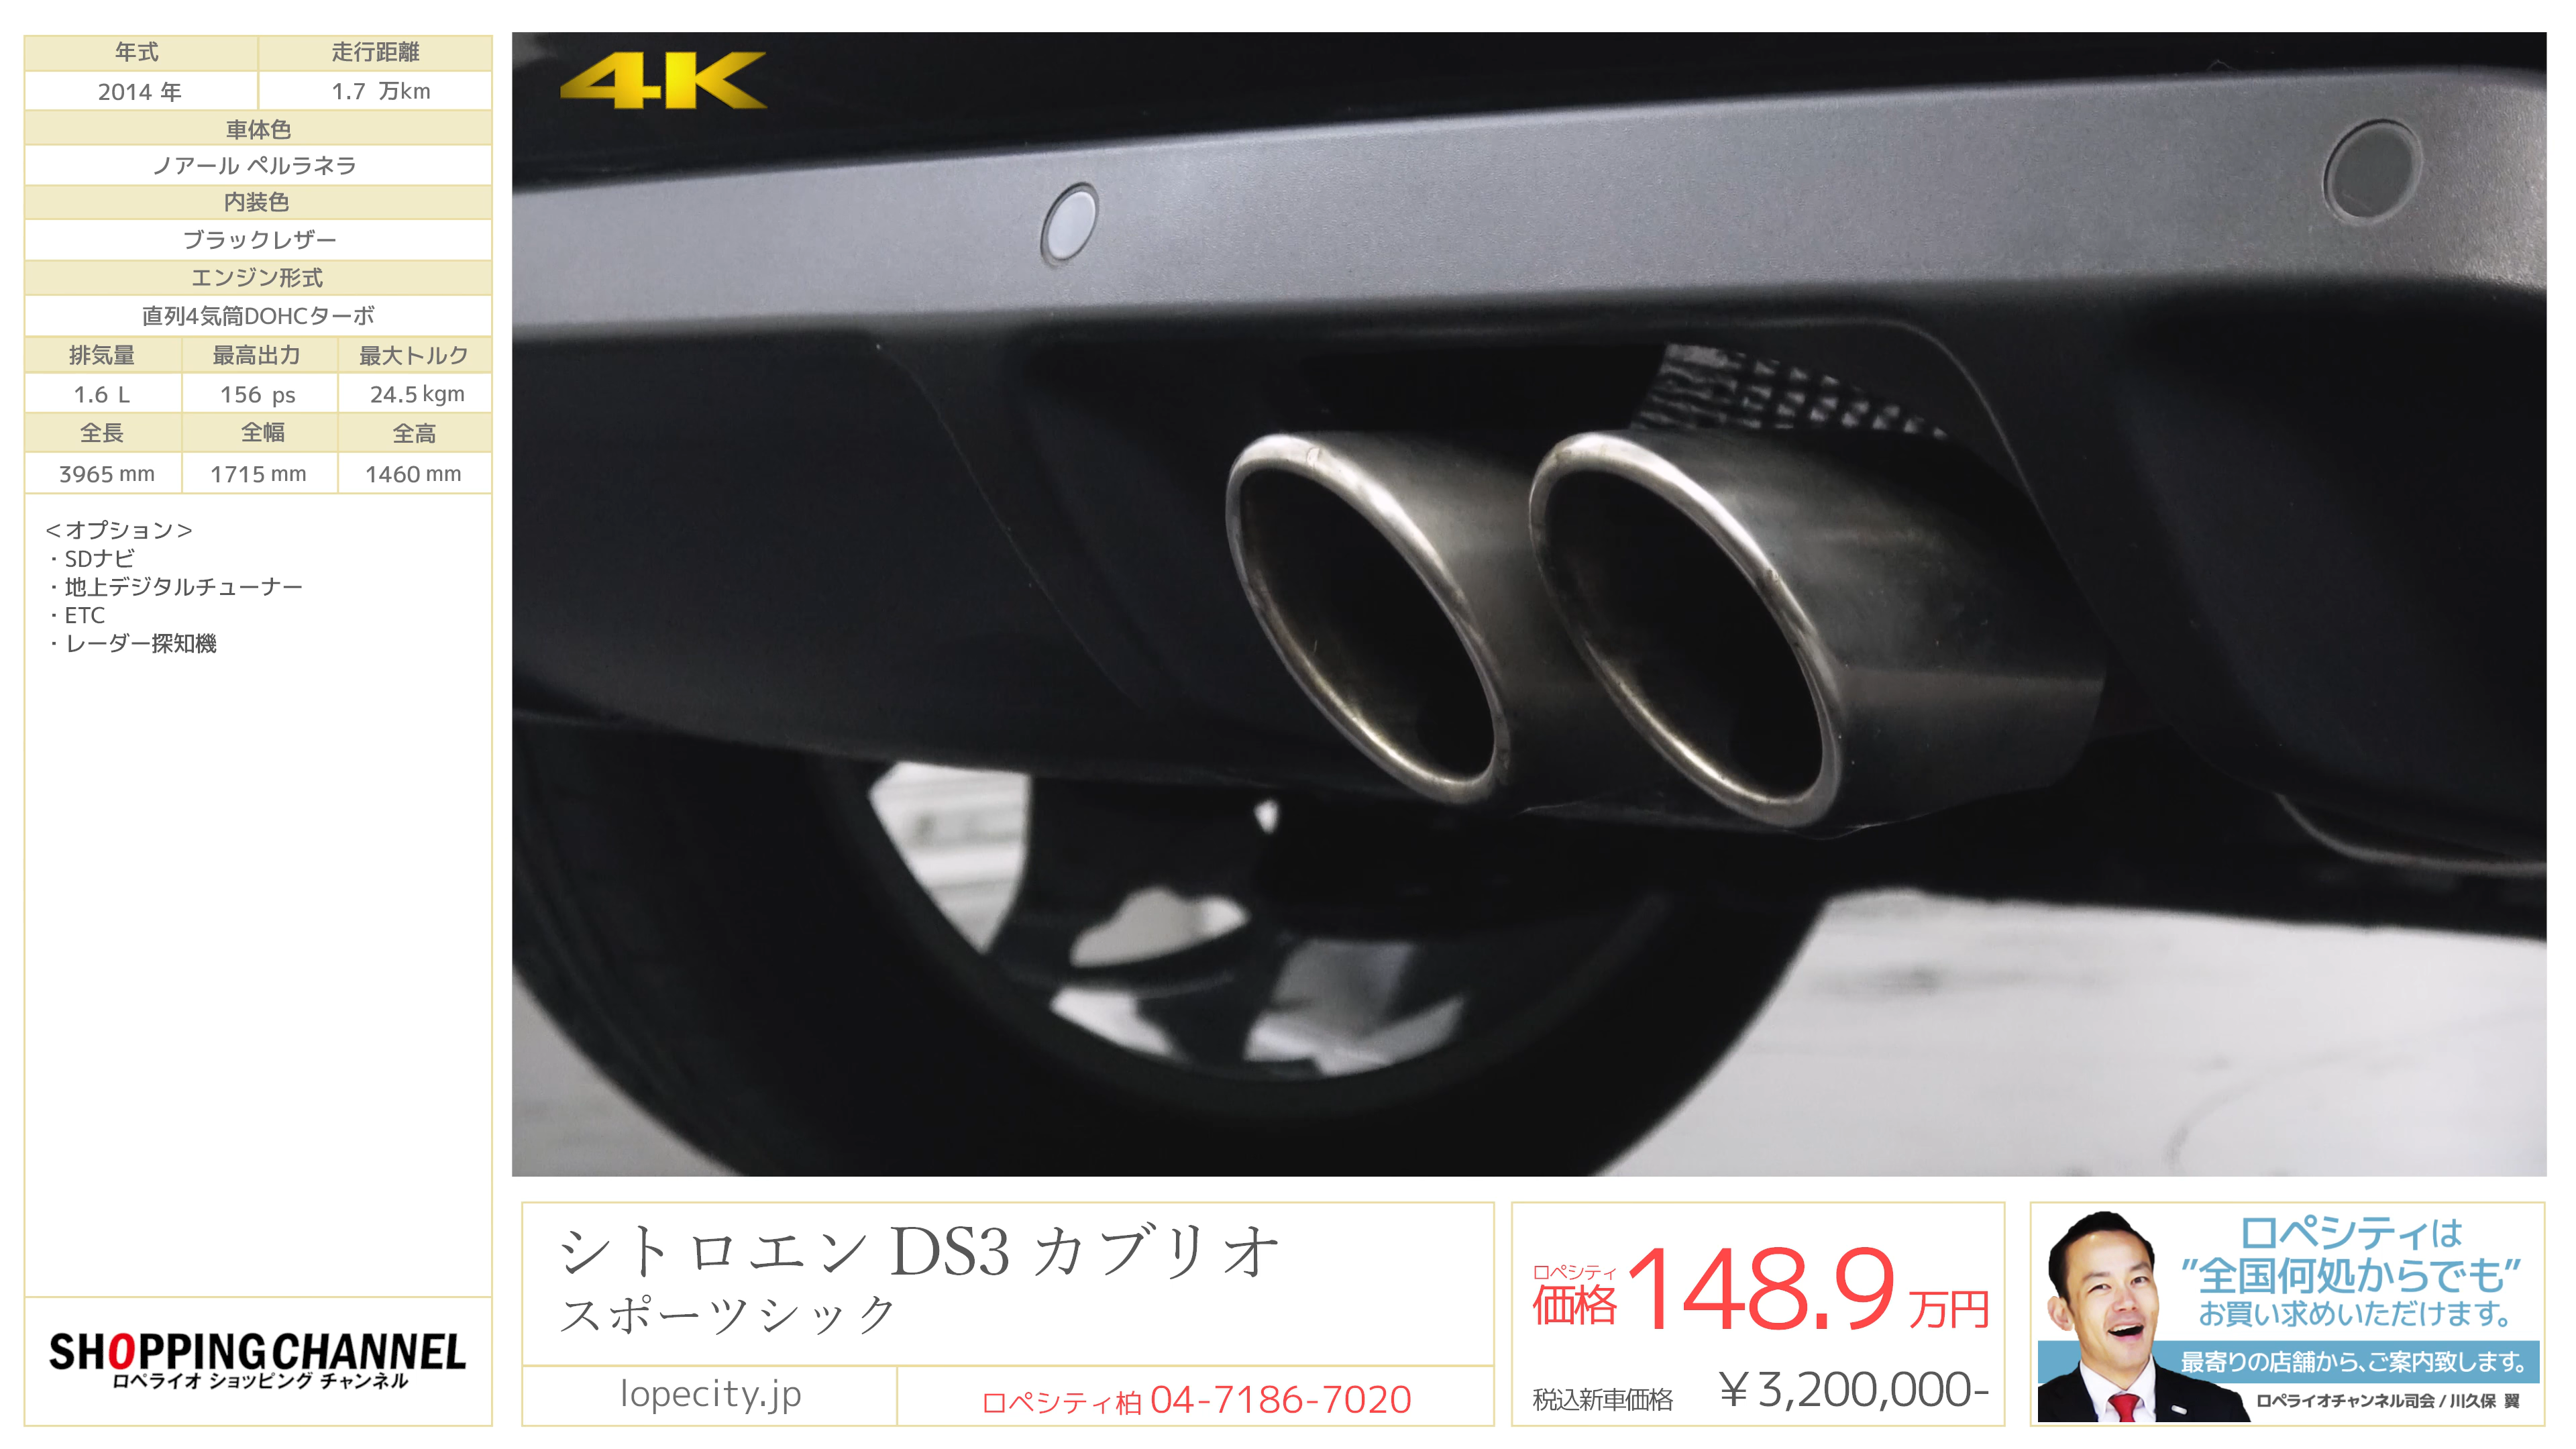 年式 走行距離
2014 年 1.7 万km
車体色
ノアール ペルラネラ
内装色
ブラックレザー
エンジン形式
直列4気筒DOHCターボ
排気量 最高出力 最大トルク
1.6 L 156 ps 24.5 kgm
全長 全幅 全高
3965 mm 1715 mm 1460 mm
＜オプション＞
・SDナビ
・地上デジタルチューナー
・ETC
・レーダー探知機
SHOPPING CHANNEL
ロペライオ ショッピング チャンネル
4K
シトロエン DS3 カブリオ
スポーツシック
lopecity.jp
ロペシティ柏 04-7186-7020
ロペシティ
価格 148.9 万円
税込新車価格 ￥3,200,000-
ロペシティは
”全国何処からでも”
お買い求めいただけます。
最寄りの店舗から、ご案内致します。
ロペライオチャンネル司会 / 川久保 翼